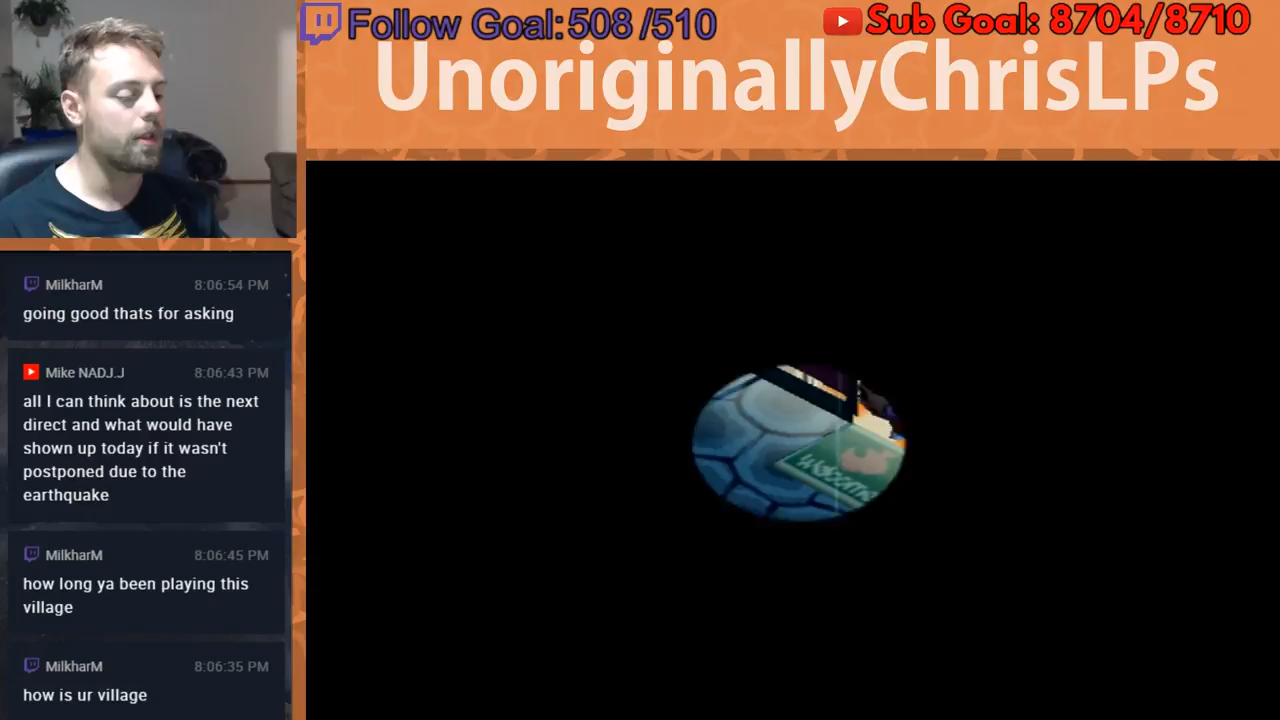 Follow Goal: 508 /510
Sub Goal: 8704/8710
UnoriginallyChrisLPs
MilkharM 8:06:54 PM
going good thats for asking
Mike NADJ.J 8:06:43 PM
all I can think about is the next
direct and what would have
shown up today if it wasn't
postponed due to the
earthquake
MilkharM 8:06:45 PM
how long ya been playing this
village
MilkharM 8:06:35 PM
how is ur village
Welcome